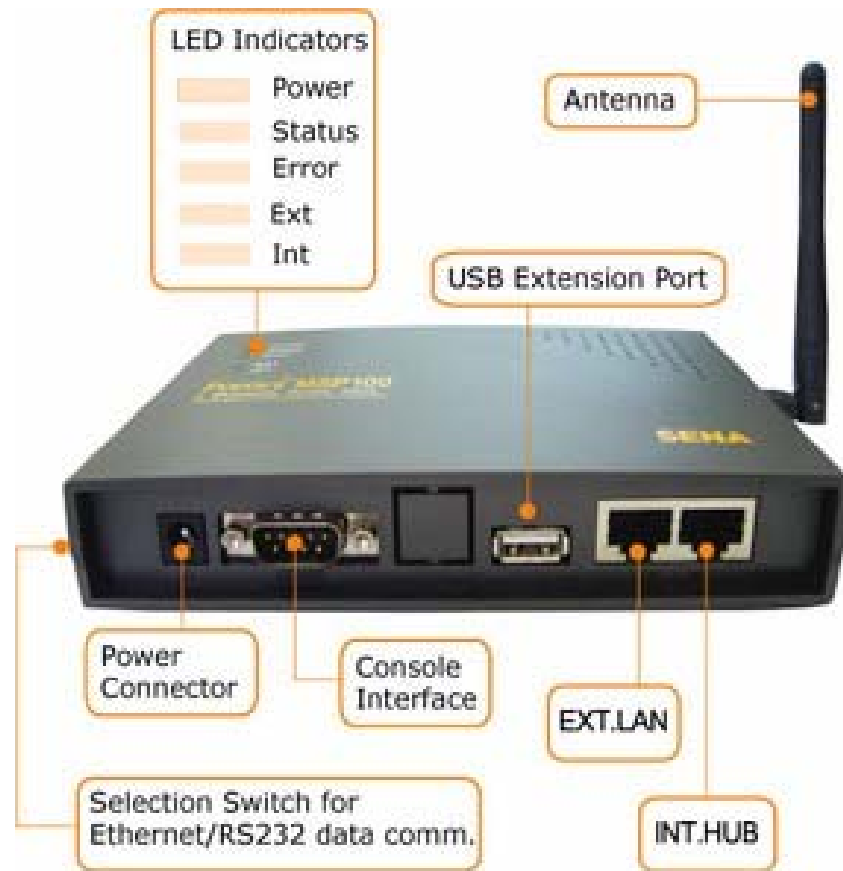 LED Indicators
Power
Status
Error
Ext
Int
Antenna
USB Extension Port
SENA
Power
Connector
Console
Interface
EXT.LAN
INT.HUB
Selection Switch for
Ethernet/RS232 data comm.